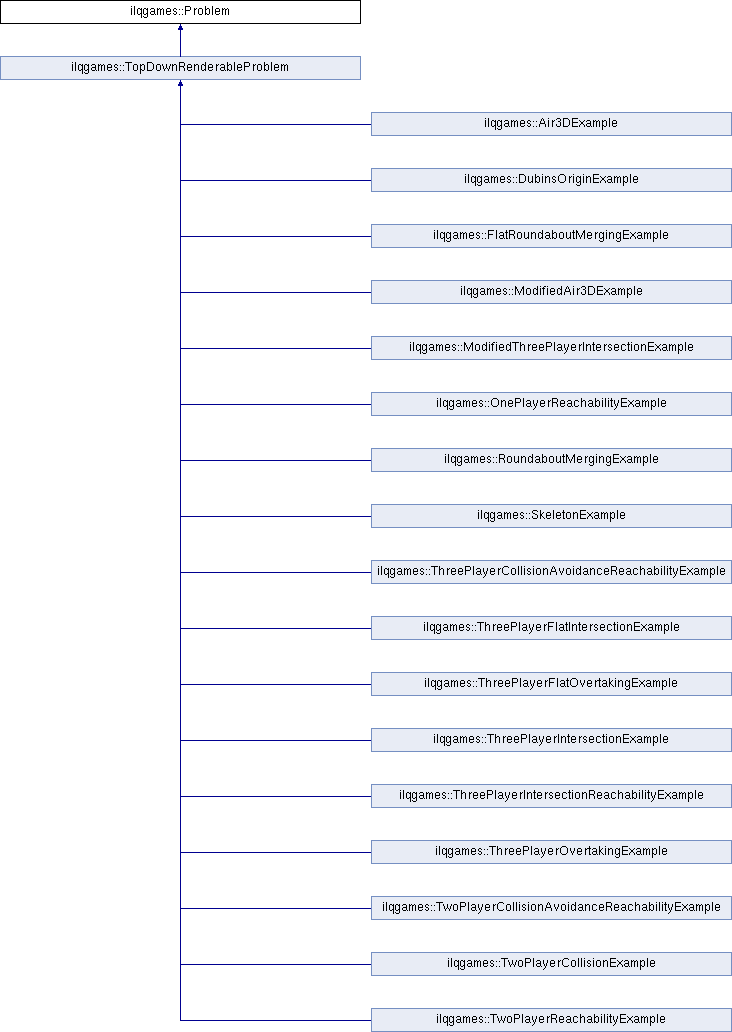 ilqgames::Problem
ilqgames::TopDownRenderableProblem
ilqgames::Air3DExample
ilqgames::DubinsOriginExample
ilqgames::FlatRoundaboutMergingExample
ilqgames::ModifiedAir3DExample
ilqgames::ModifiedThreePlayerIntersectionExample
ilqgames::OnePlayerReachabilityExample
ilqgames::RoundaboutMergingExample
ilqgames::SkeletonExample
ilqgames::ThreePlayerCollisionAvoidanceReachabilityExample
ilqgames::ThreePlayerFlatIntersectionExample
ilqgames::ThreePlayerFlatOvertakingExample
ilqgames::ThreePlayerIntersectionExample
ilqgames::ThreePlayerIntersectionReachabilityExample
ilqgames::ThreePlayerOvertakingExample
ilqgames::TwoPlayerCollisionAvoidanceReachabilityExample
ilqgames::TwoPlayerCollisionExample
ilqgames::TwoPlayerReachabilityExample